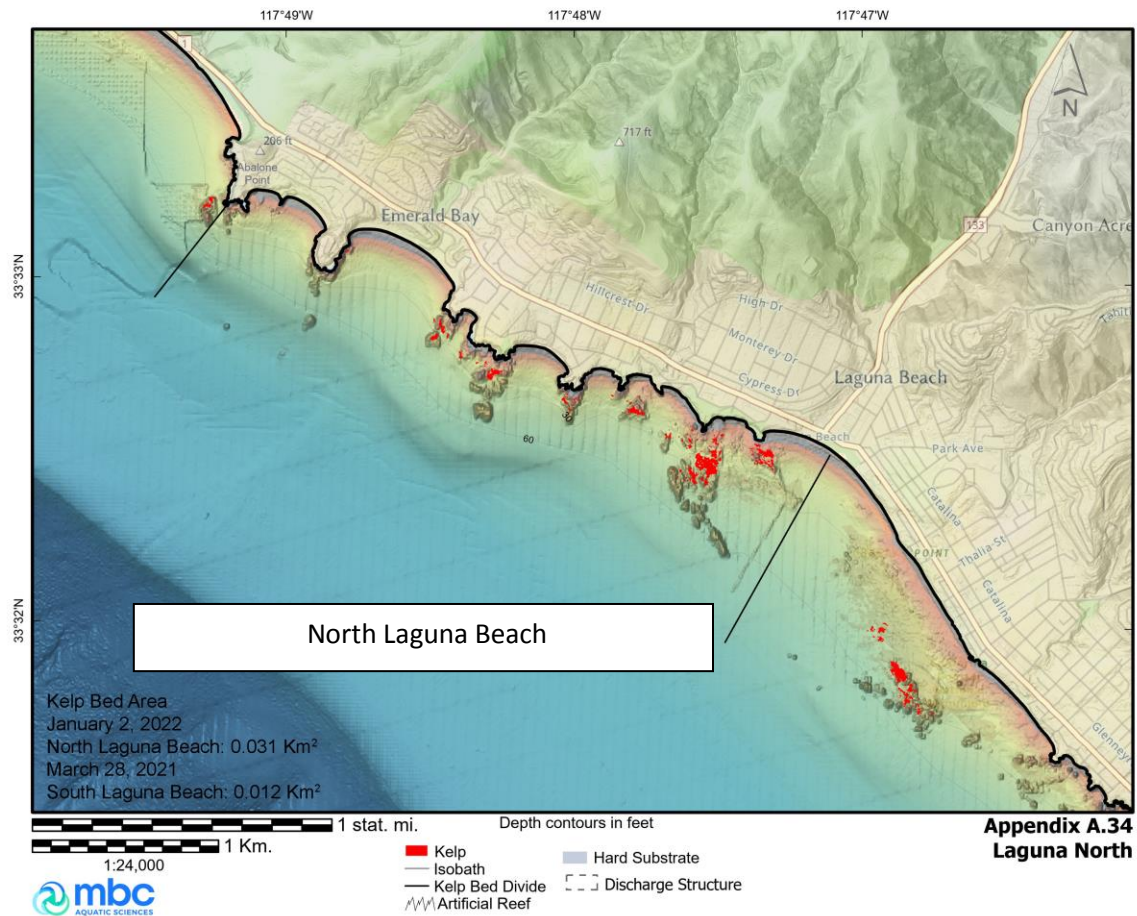 117°49'W
117°48'W
117°47'W
1
N
206 ft
Abalone
Point
717 ft
Emerald Bay
133
Canyon Acre
33°33'N
Hillcrest Dr
High Dr
Monterey Dr
Cypress Dr
Laguna Beach
60
Beach
Park Ave
Catalina
Thalia St
POINT
Catalina
33°32'N
North Laguna Beach
Kelp Bed Area
January 2, 2022
North Laguna Beach: 0.031 Km²
March 28, 2021
South Laguna Beach: 0.012 Km²
Glenney
1 stat. mi.
Depth contours in feet
Appendix A.34
Laguna North
1 Km.
1:24,000
Kelp
Isobath
Kelp Bed Divide
Artificial Reef
Hard Substrate
Discharge Structure
mbc
AQUATIC SCIENCES